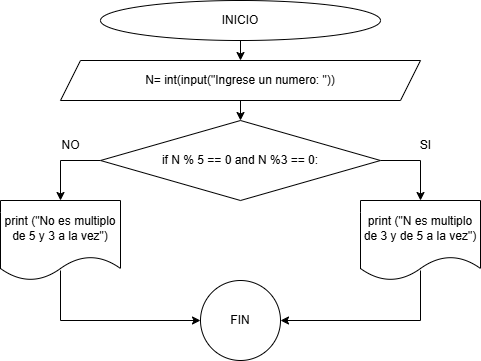 INICIO
N= int(input("Ingrese un numero: "))
NO
SI
if N % 5 == 0 and N %3 == 0:
print ("No es multiplo
de 5 y 3 a la vez")
print ("N es multiplo
de 3 y de 5 a la vez")
FIN